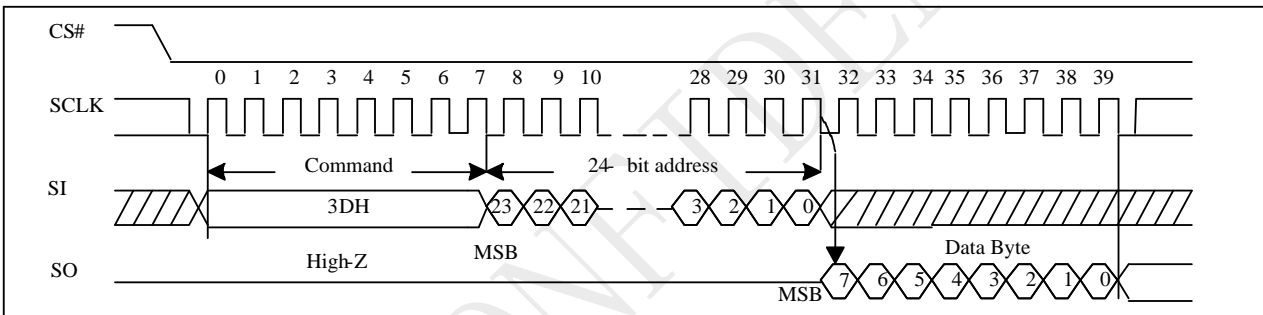 CS#
0 1 2 3 4 5 6 7 8 9 10 28 29 30 31 32 33 34 35 36 37 38 39
SCLK
Command 24- bit address
SI
3DH 23 22 21 3 2 1 0
MSB Data Byte
High-Z
SO
7 6 5 4 3 2 1 0
MSB